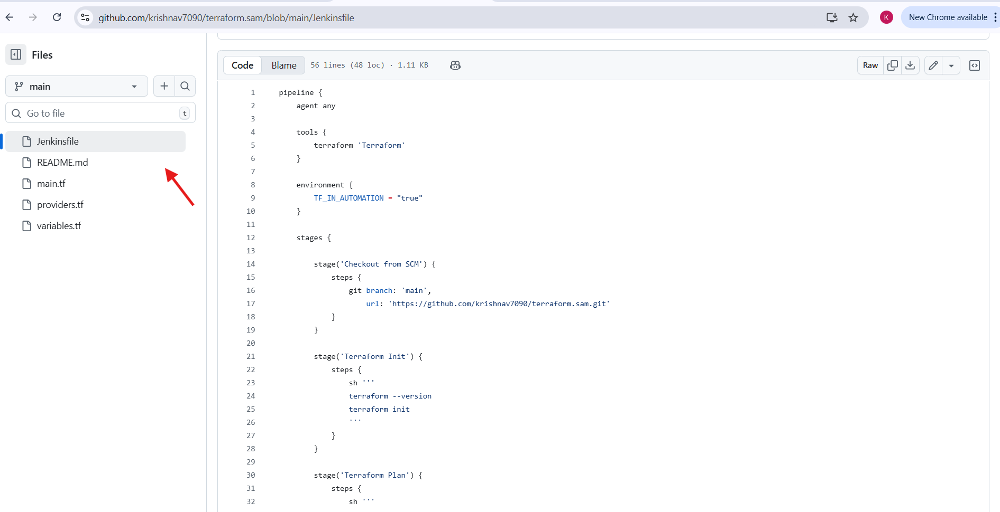 github.com/krishnav7090/terraform.sam/blob/main/Jenkinsfile
K
New Chrome available
Files
main
Go to file
t
Jenkinsfile
README.md
main.tf
providers.tf
variables.tf
Code
Blame
56 lines (48 loc) · 1.11 KB
Raw
1 pipeline {
2 agent any
3
4 tools {
5 terraform 'Terraform'
6 }
7
8 environment {
9 TF_IN_AUTOMATION = "true"
10 }
11
12 stages {
13
14 stage('Checkout from SCM') {
15 steps {
16 git branch: 'main',
17 url: 'https://github.com/krishnav7090/terraform.sam.git'
18 }
19 }
20
21 stage('Terraform Init') {
22 steps {
23 sh '''
24 terraform --version
25 terraform init
26 '''
27 }
28 }
29
30 stage('Terraform Plan') {
31 steps {
32 sh '''